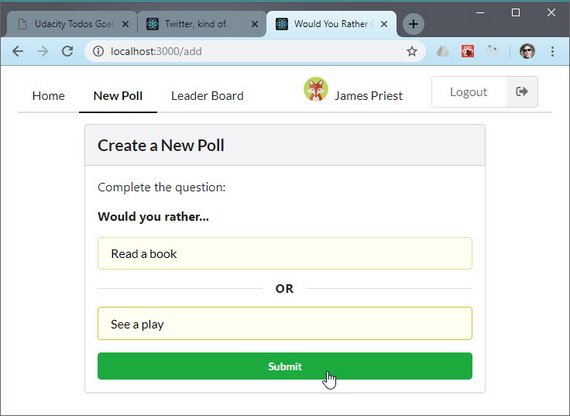 Udacity Todos Goal
Twitter, kind of.
Would You Rather
localhost:3000/add
Home
New Poll
Leader Board
James Priest
Logout
Create a New Poll
Complete the question:
Would you rather...
Read a book
OR
See a play
Submit